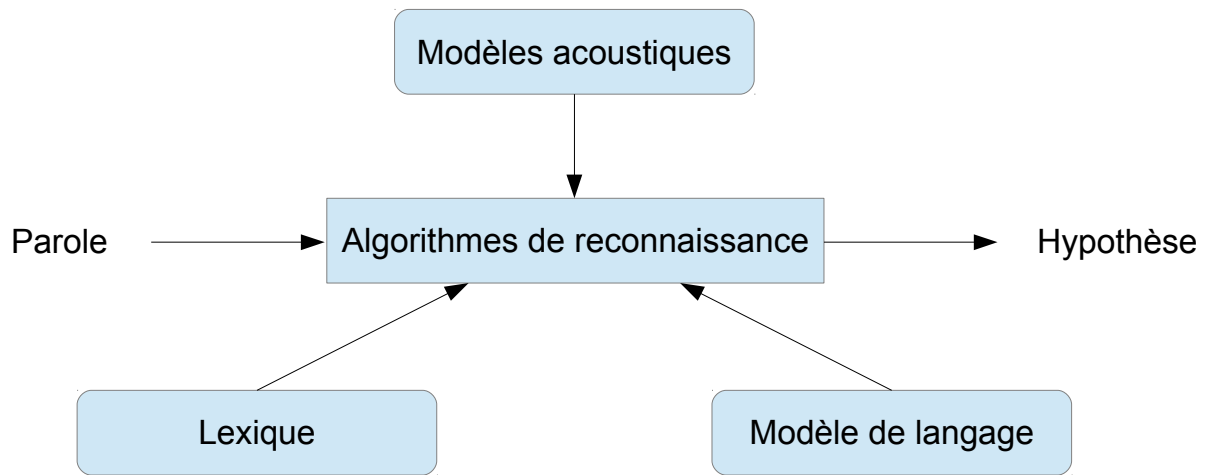 Modèles acoustiques
Parole
Algorithmes de reconnaissance
Hypothèse
Lexique
Modèle de langage